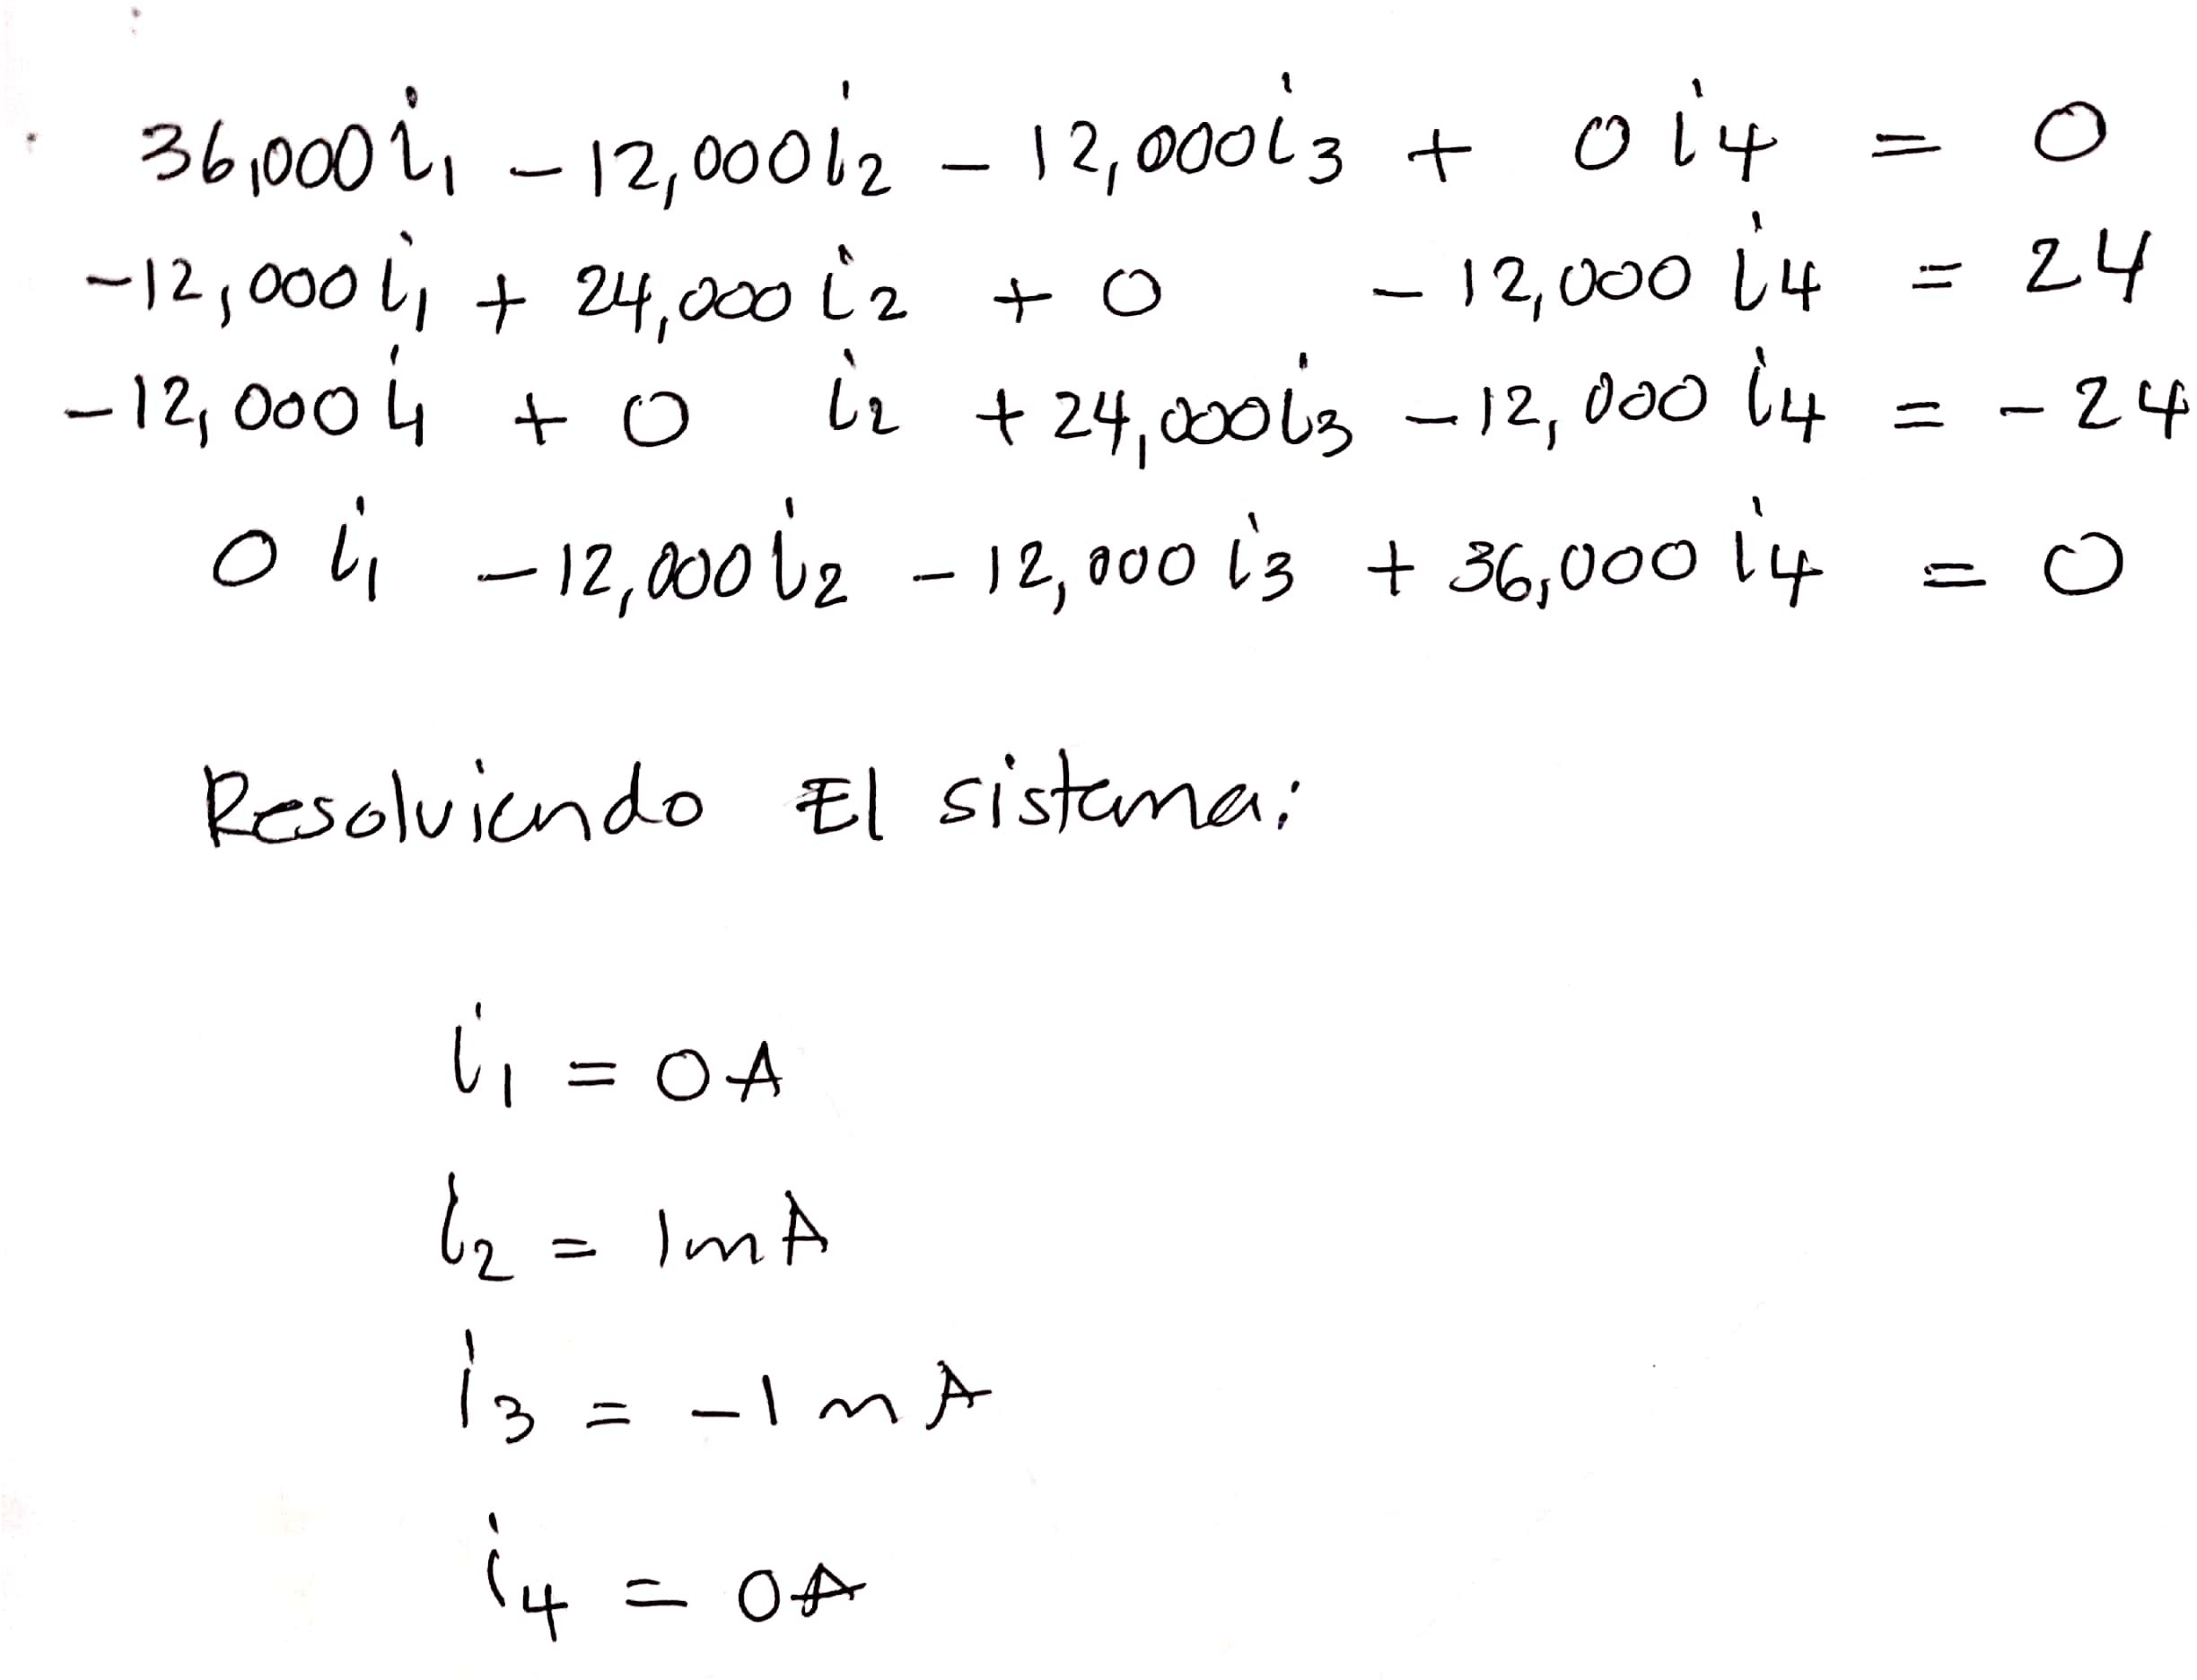 36,000 i1 - 12,000 i2 - 12,000 i3 + 0 i4 = 0
-12,000 i1 + 24,000 i2 + 0 - 12,000 i4 = 24
-12,000 i1 + 0 i2 + 24,000 i3 - 12,000 i4 = -24
0 i1 - 12,000 i2 - 12,000 i3 + 36,000 i4 = 0
Resolviendo El sistema:
i1 = 0A
i2 = 1mA
i3 = -1mA
i4 = 0A